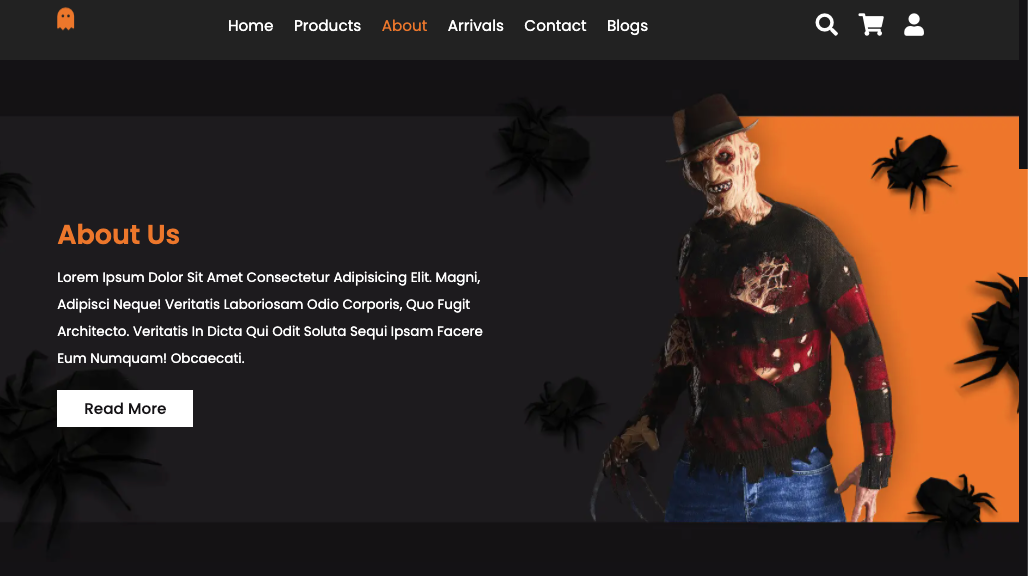 Home Products About Arrivals Contact Blogs
About Us
Lorem Ipsum Dolor Sit Amet Consectetur Adipisicing Elit. Magni,
Adipisci Neque! Veritatis Laboriosam Odio Corporis, Quo Fugit
Architecto. Veritatis In Dicta Qui Odit Soluta Sequi Ipsam Facere
Eum Numquam! Obcaecati.
Read More